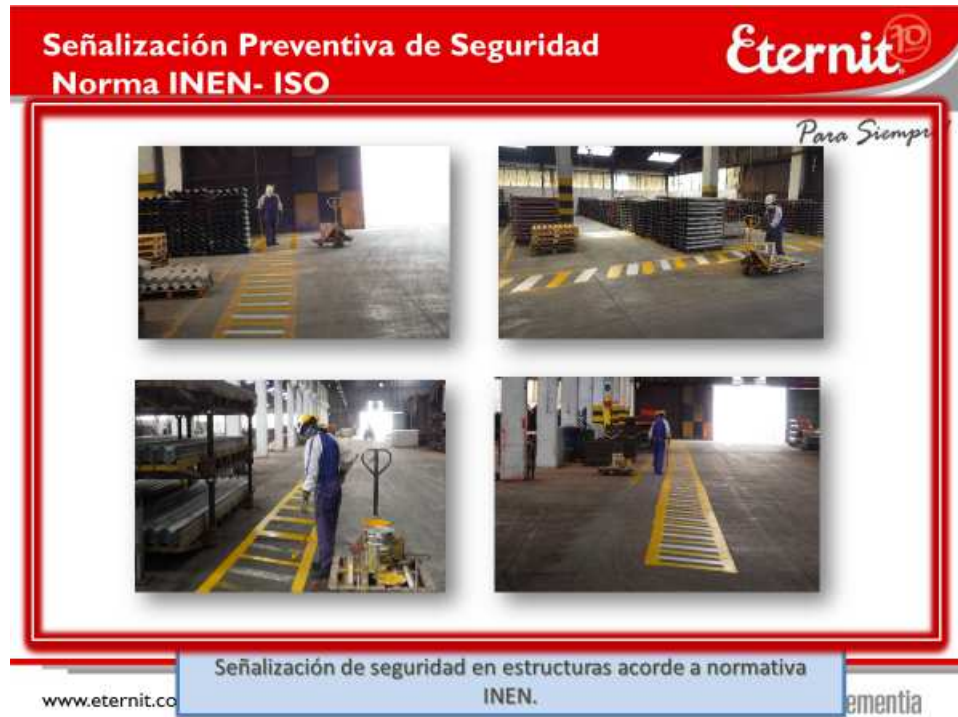 Señalización Preventiva de Seguridad
Norma INEN- ISO
Eternit
Para Siempr
Señalización de seguridad en estructuras acorde a normativa
INEN.
www.eternit.co
ementia